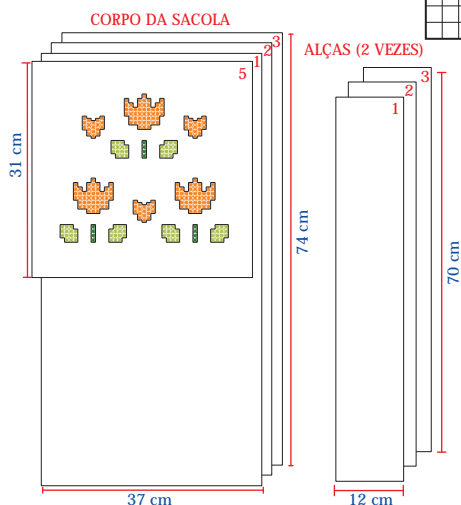 CORPO DA SACOLA
3
2
1
5
31 cm
74 cm
37 cm
ALÇAS (2 VEZES)
3
2
1
70 cm
12 cm